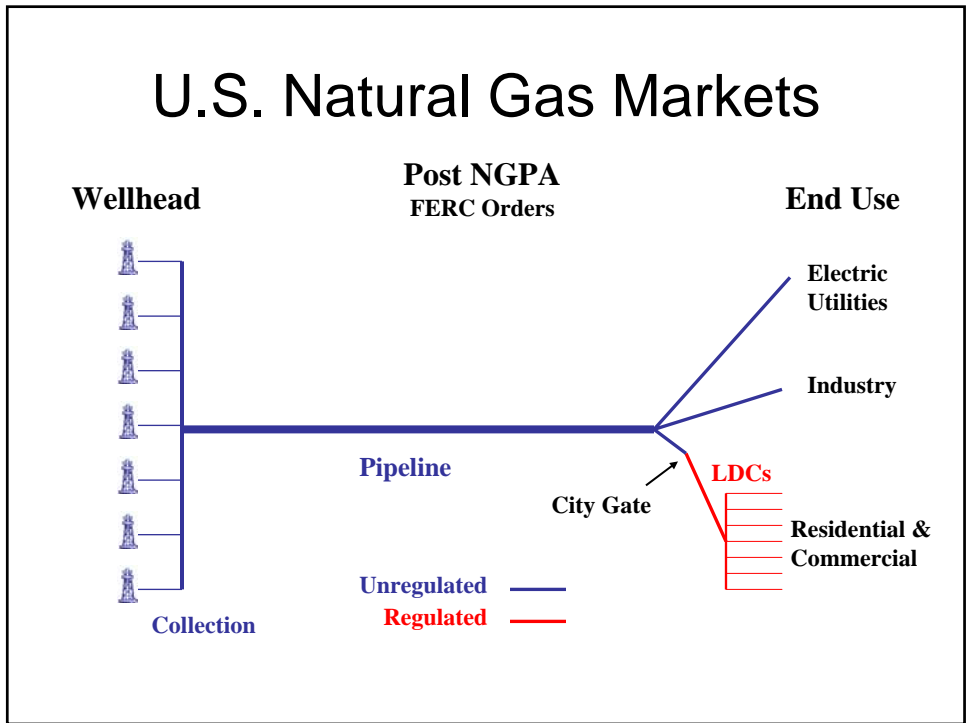 U.S. Natural Gas Markets
Wellhead
Post NGPA
FERC Orders
End Use
Electric
Utilities
Industry
Pipeline
City Gate
LDCs
Residential &
Commercial
Unregulated
Regulated
Collection